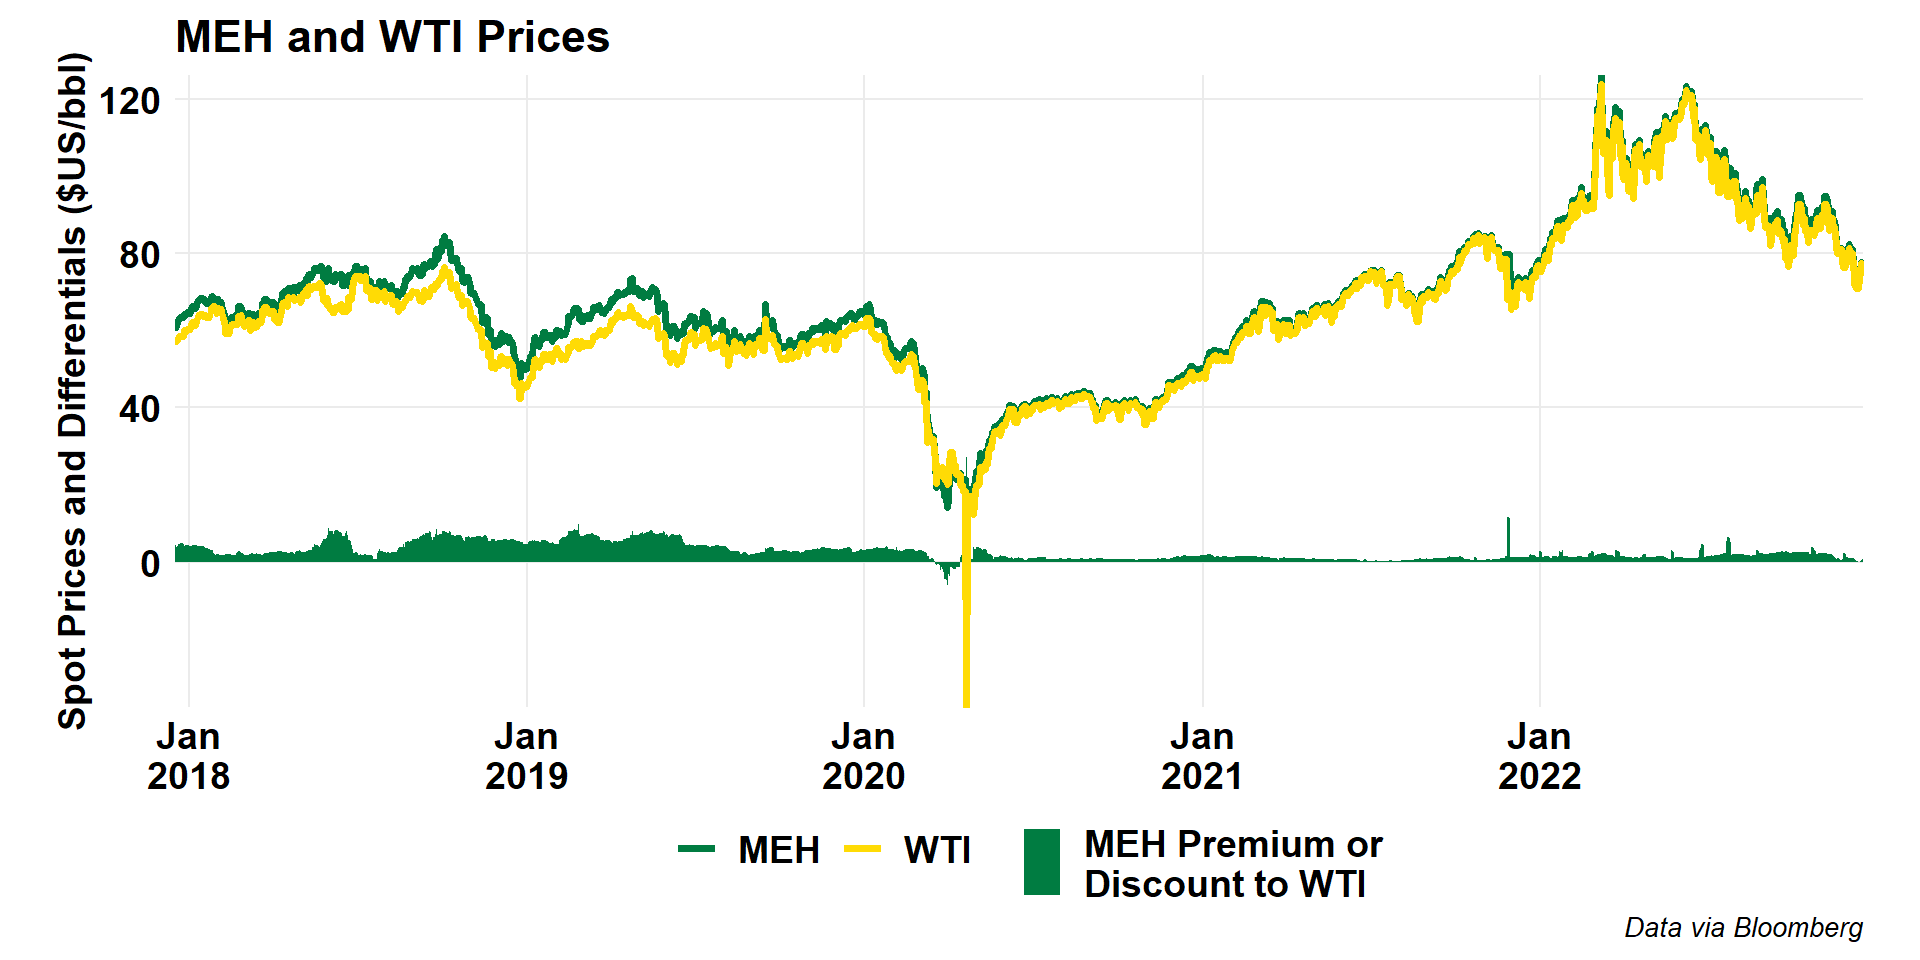 MEH and WTI Prices
Spot Prices and Differentials ($US/bbl)
120
80
40
0
Jan
2018
Jan
2019
Jan
2020
Jan
2021
Jan
2022
MEH
WTI
MEH Premium or
Discount to WTI
Data via Bloomberg